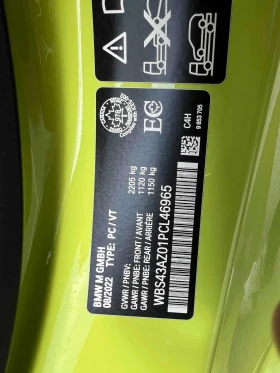 BMW M GMBH
08/2022 TYPE: PC / VT
GVWR / PNBV: 2205 kg
GAWR / PNBE: FRONT / AVANT 1120 kg
GAWR / PNBE: REAR / ARRIÈRE 1150 kg
WBS43AZ01PCL46965
C4H
9 853 705